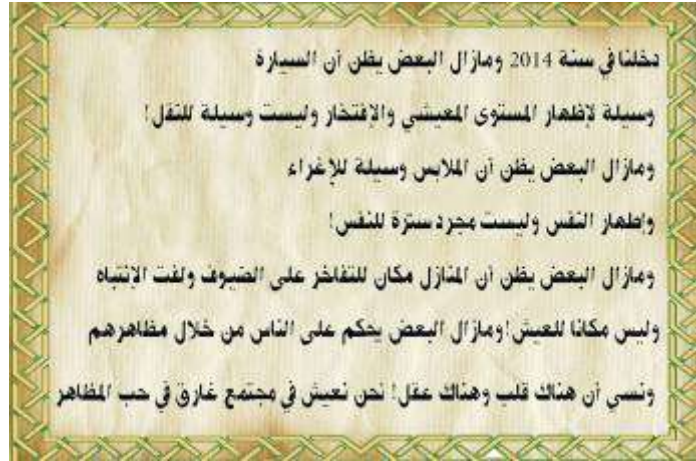 دخلنا في سنة 2014 ومازال البعض يظن أن السيارة
وسيلة لإظهار المستوى المعيشي والإفتخار وليست وسيلة للتقل!
ومازال البعض يظن أن الملابس وسيلة للإغراء
وإظهار النفس وليست مجرد سترة للنفس!
ومازال البعض يظن أن المنازل مكان للتفاخر على الضيوف ولفت الإنتباه
وليس مكانا للعيش!ومازال البعض يحكم على الناس من خلال مظاهرهم
ونسي أن هناك قلب وهناك عقل! نحن نعيش في مجتمع غارق في حب المظاهر